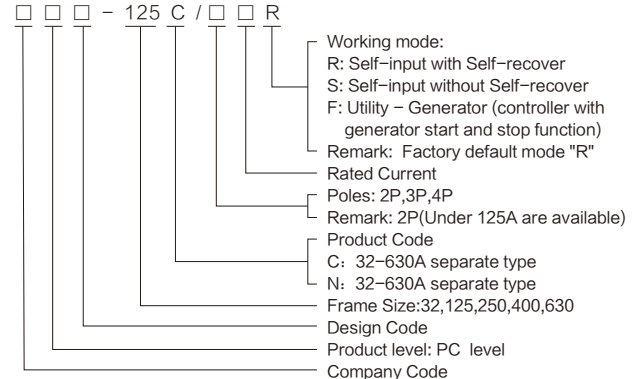 □ □ □ - 125 C / □ □ R
Working mode:
R: Self-input with Self-recover
S: Self-input without Self-recover
F: Utility - Generator (controller with
generator start and stop function)
Remark: Factory default mode "R"
Rated Current
Poles: 2P,3P,4P
Remark: 2P(Under 125A are available)
Product Code
C: 32-630A separate type
N: 32-630A separate type
Frame Size:32,125,250,400,630
Design Code
Product level: PC level
Company Code